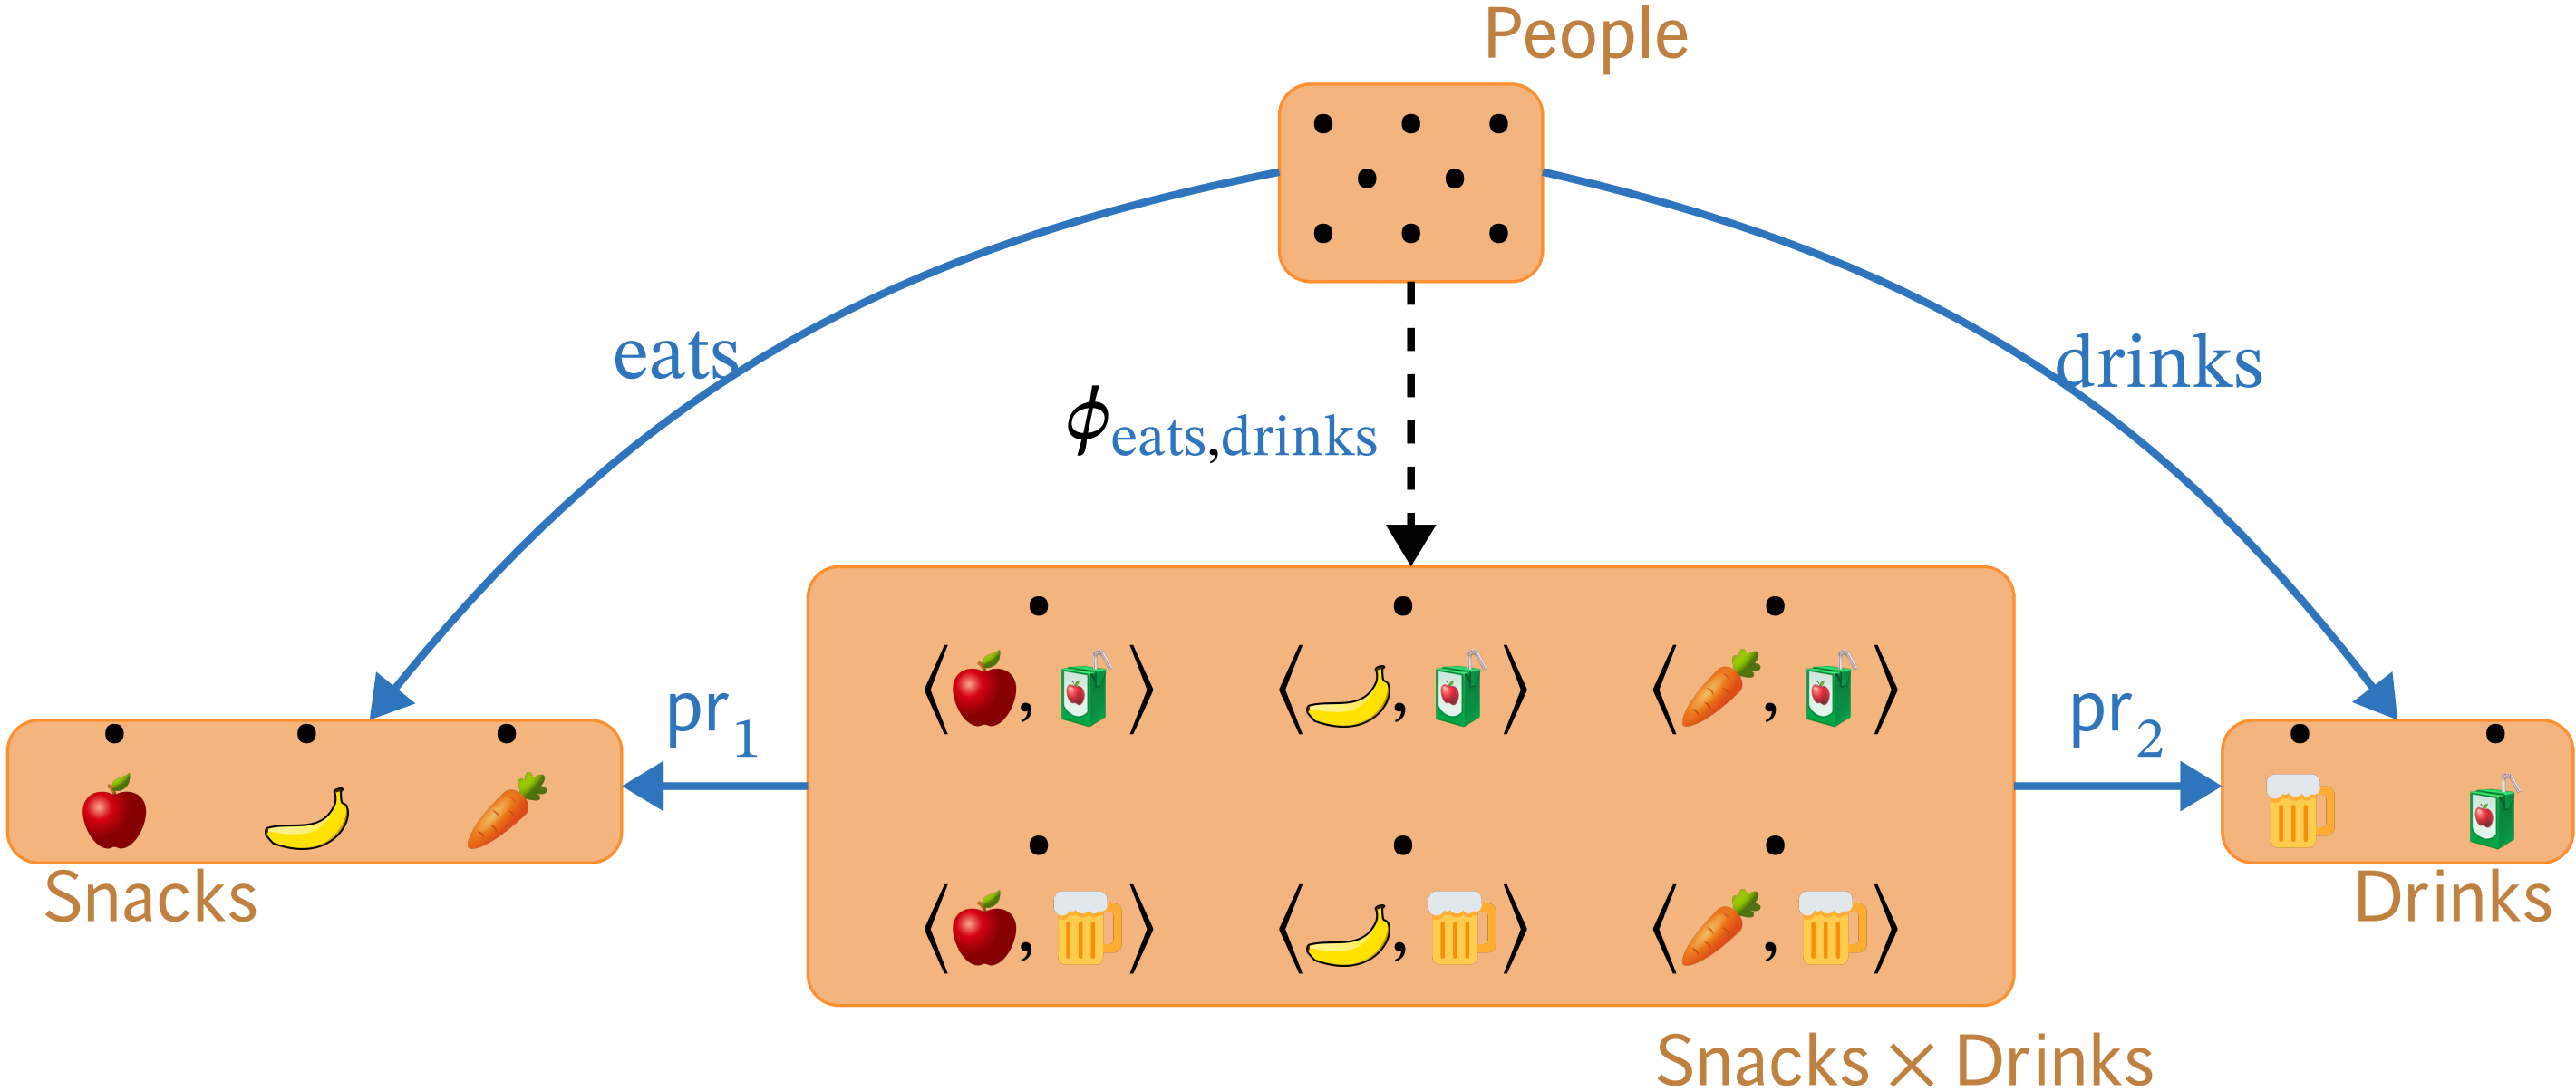 People
eats
drinks
ϕeats,drinks
pr1
pr2
⟨ , ⟩ ⟨ , ⟩ ⟨ , ⟩
⟨ , ⟩ ⟨ , ⟩ ⟨ , ⟩
Snacks
Drinks
Snacks × Drinks